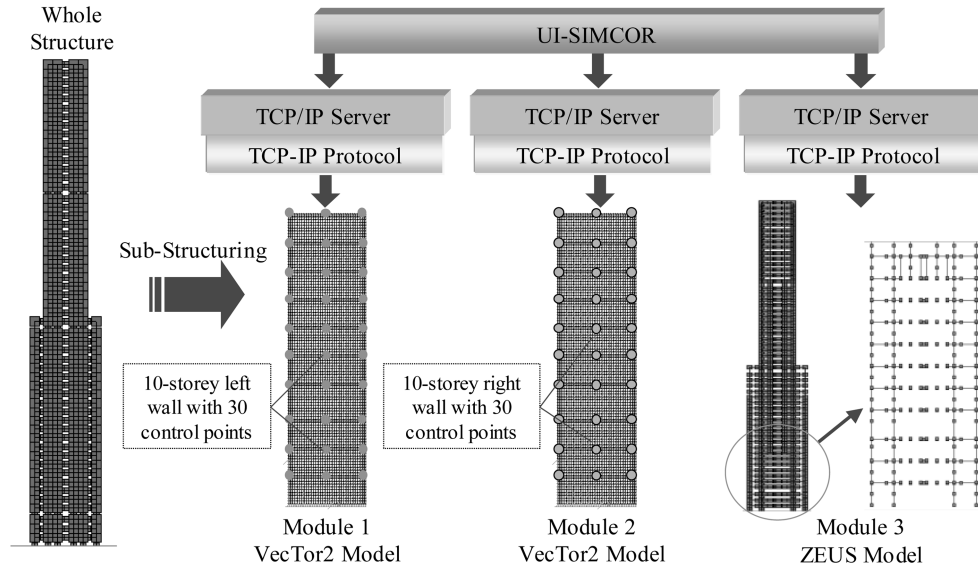 Whole
Structure
UI-SIMCOR
TCP/IP Server
TCP-IP Protocol
TCP/IP Server
TCP-IP Protocol
TCP/IP Server
TCP-IP Protocol
Sub-Structuring
10-storey left
wall with 30
control points
10-storey right
wall with 30
control points
Module 1
VecTor2 Model
Module 2
VecTor2 Model
Module 3
ZEUS Model